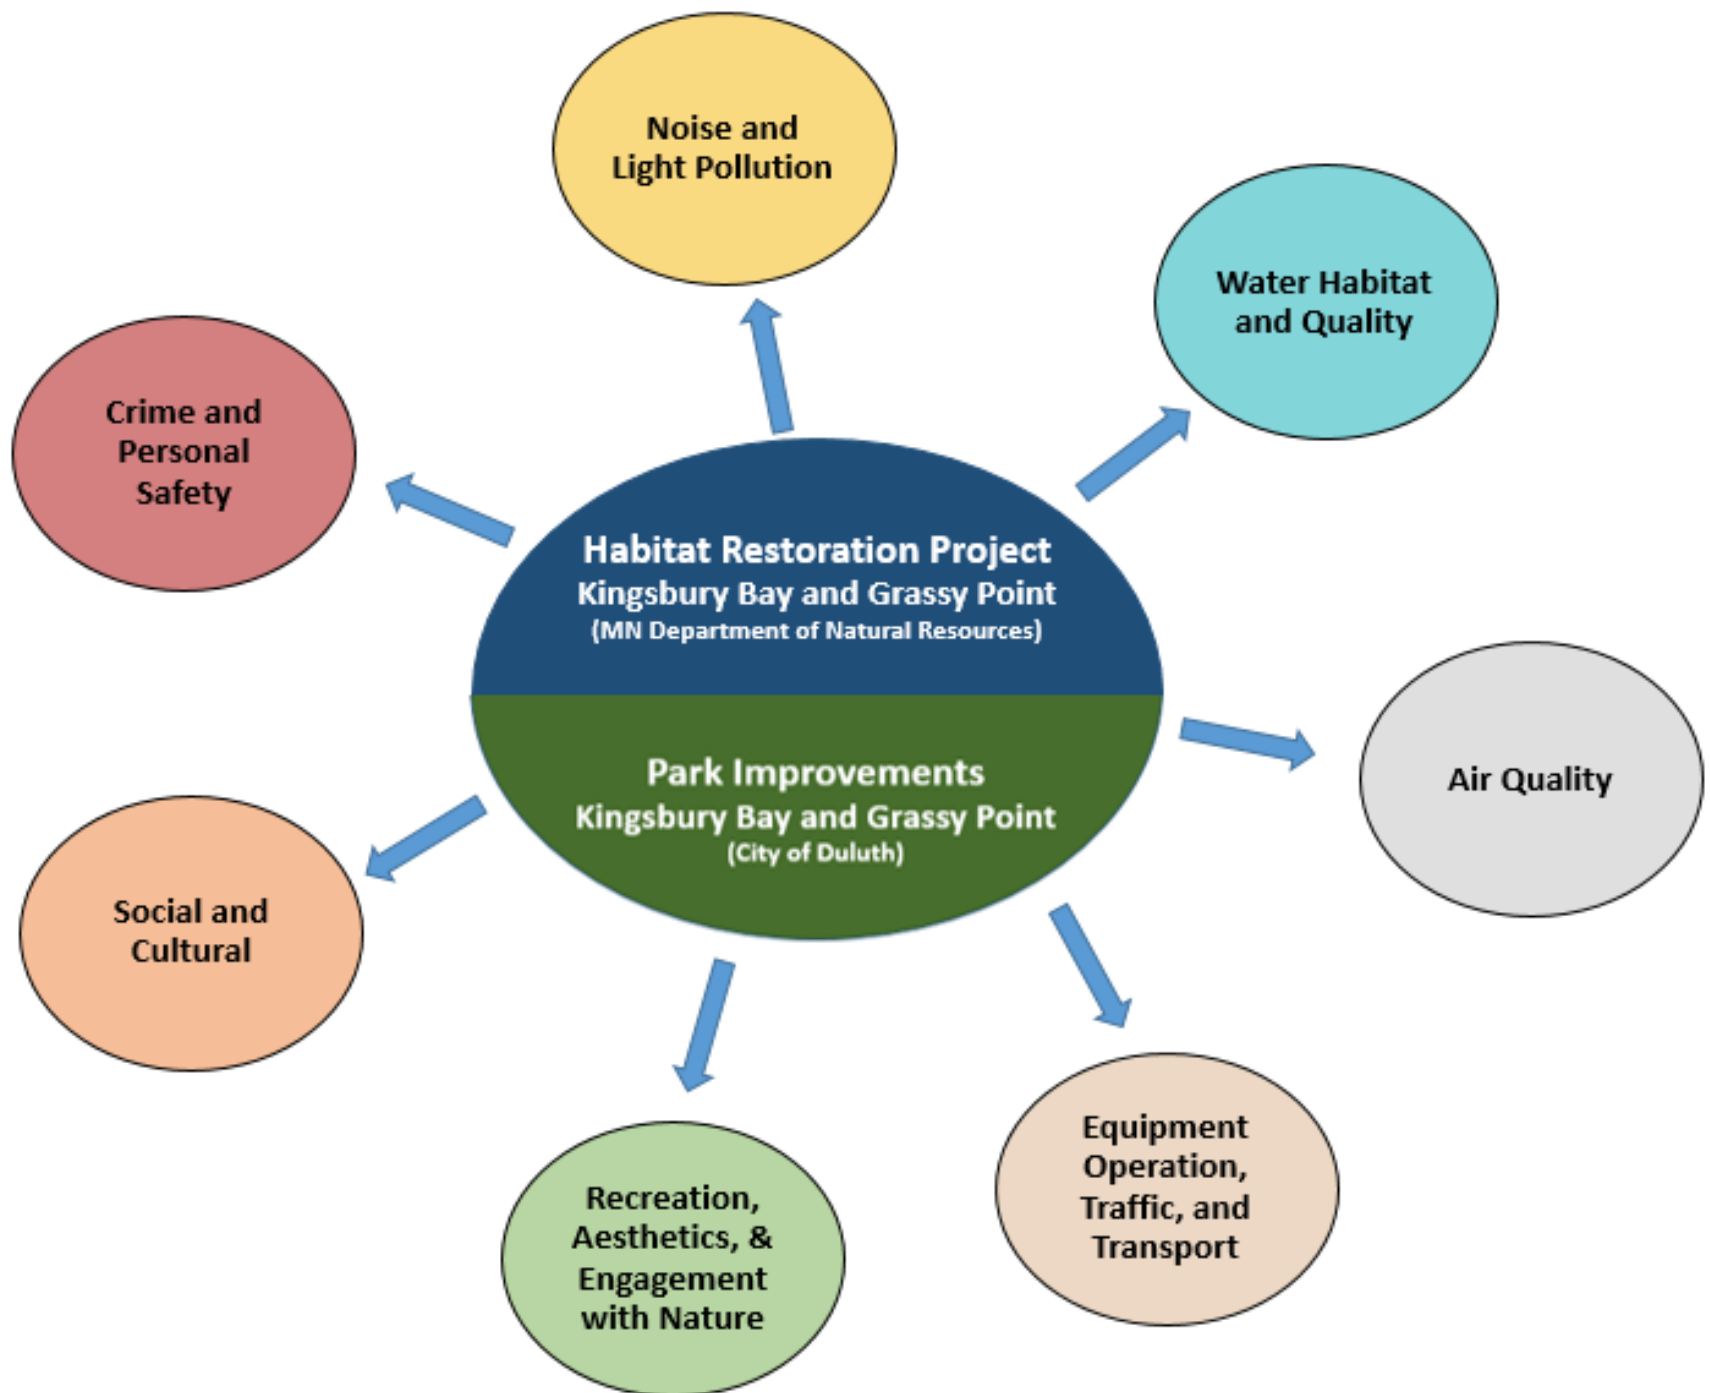 Noise and
Light Pollution
Water Habitat
and Quality
Crime and
Personal
Safety
Habitat Restoration Project
Kingsbury Bay and Grassy Point
(MN Department of Natural Resources)
Park Improvements
Kingsbury Bay and Grassy Point
(City of Duluth)
Air Quality
Social and
Cultural
Equipment
Operation,
Traffic, and
Transport
Recreation,
Aesthetics, &
Engagement
with Nature